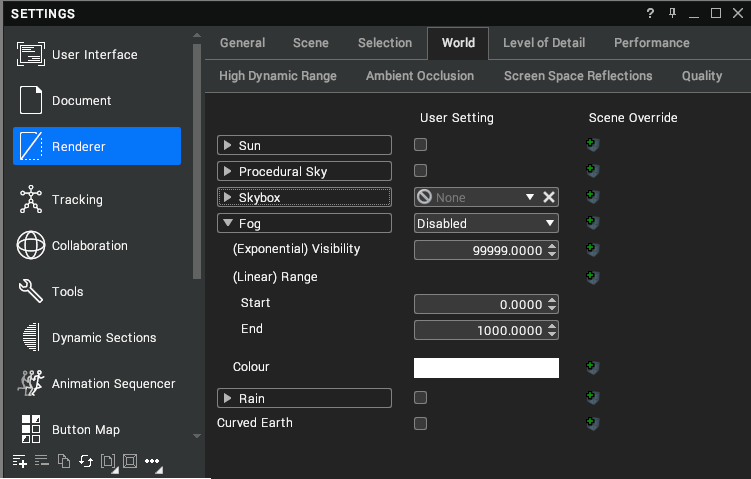 SETTINGS
?
User Interface
Document
Renderer
Tracking
Collaboration
Tools
Dynamic Sections
Animation Sequencer
Button Map
General Scene Selection World Level of Detail Performance
High Dynamic Range Ambient Occlusion Screen Space Reflections Quality
User Setting Scene Override
Sun
Procedural Sky
Skybox None
Fog Disabled
(Exponential) Visibility 99999.0000
(Linear) Range
Start 0.0000
End 1000.0000
Colour
Rain
Curved Earth